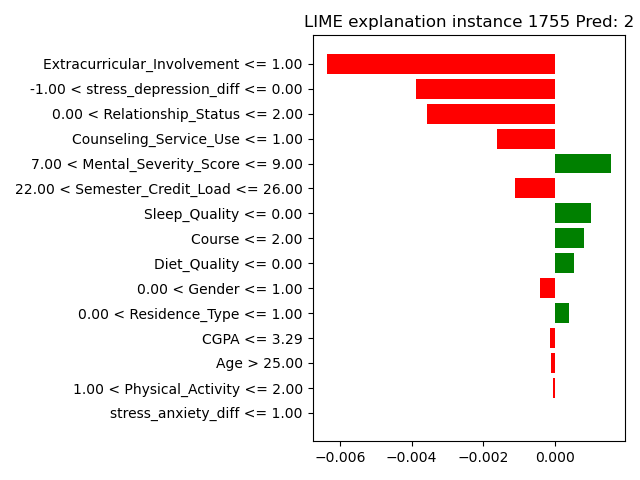 LIME explanation instance 1755 Pred: 2
Extracurricular_Involvement <= 1.00
-1.00 < stress_depression_diff <= 0.00
0.00 < Relationship_Status <= 2.00
Counseling_Service_Use <= 1.00
7.00 < Mental_Severity_Score <= 9.00
22.00 < Semester_Credit_Load <= 26.00
Sleep_Quality <= 0.00
Course <= 2.00
Diet_Quality <= 0.00
0.00 < Gender <= 1.00
0.00 < Residence_Type <= 1.00
CGPA <= 3.29
Age > 25.00
1.00 < Physical_Activity <= 2.00
stress_anxiety_diff <= 1.00
−0.006 −0.004 −0.002 0.000